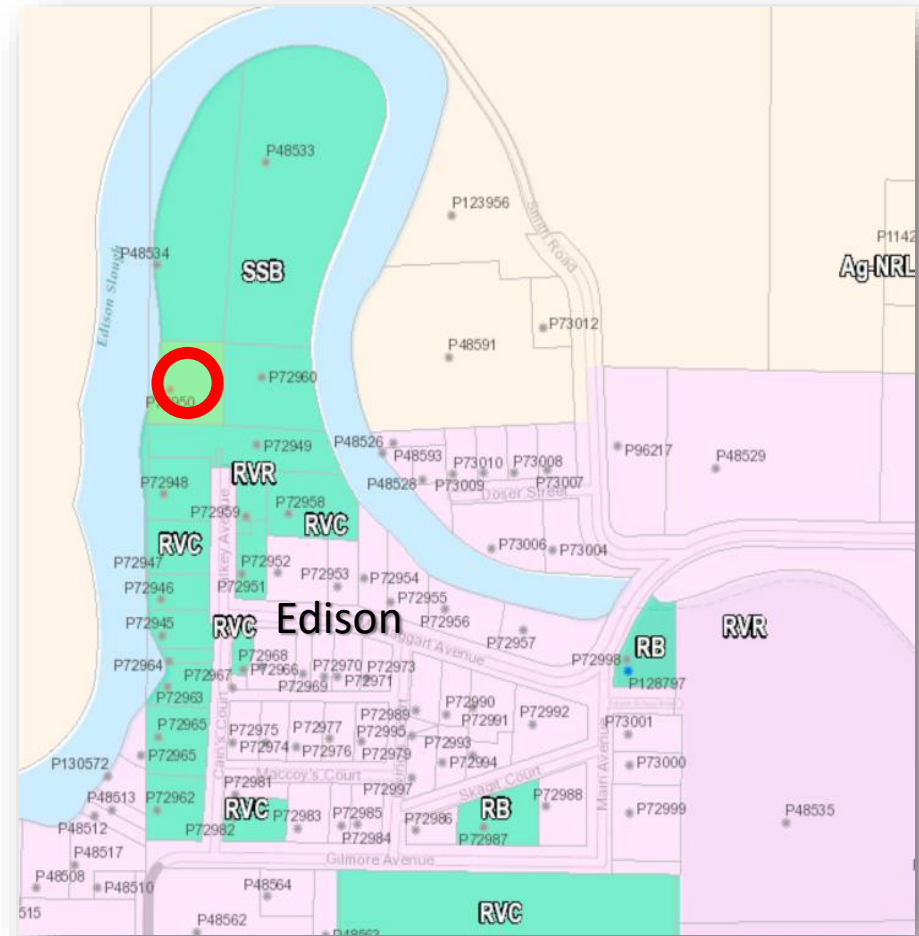 P48533
P123956
Smith Road
P48534
SSB
Edison Slough
Ag-NRL
P73012
P48591
P72960
P72949
P48526
P48593
P96217
P48529
P73010
P73008
P48528
P73009
P73007
Doser Street
RVR
P72948
P72959
P72958
RVC
RVC
P73006
P73004
P72947
P72952
P72951
P72953
P72954
P72946
P72955
P72956
Edison
P72945
RVC
P72957
RB
RVR
P72998
P72964
P72968
P72966
P72970
P72973
P72967
P72969
P72971
P128797
P72963
Cain's Court
P72990
P72989
P72991
P72992
P73001
Main Avenue
P72965
P72975
P72977
P72995
P72965
P72974
P72976
P72979
P72993
P72994
P73000
P130572
Maccoy's Court
Skagit Court
P72981
P72997
P48513
P72962
RVC
RB
P72988
P72999
P48535
P48512
P72982
P72983
P72985
P72984
P72986
P72987
P48517
Gilmore Avenue
P48508
P48510
P48564
515
RVC
P48562